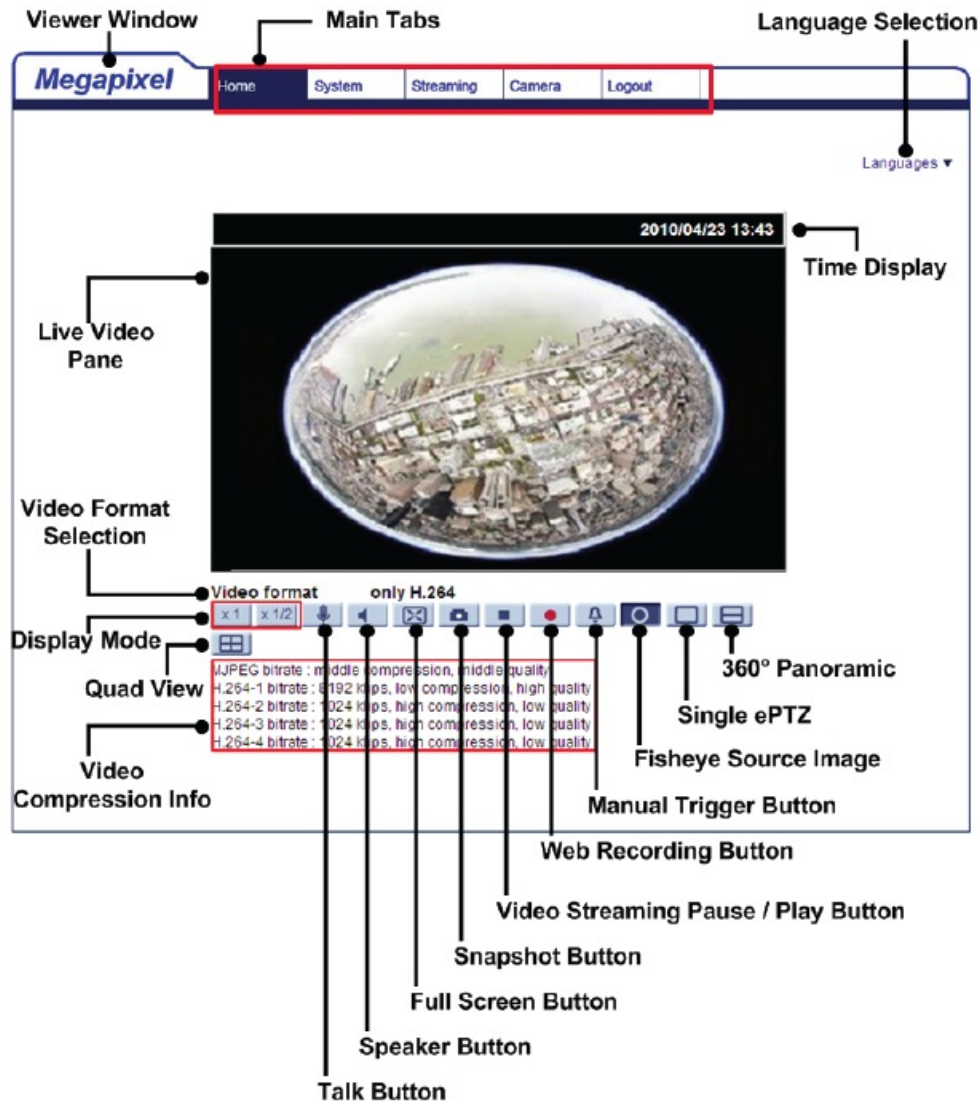 Viewer Window
Main Tabs
Language Selection
Megapixel
Home
System
Streaming
Camera
Logout
Languages ▼
2010/04/23 13:43
Time Display
Live Video
Pane
Video Format
Selection
Video format only H.264
x 1
x 1/2
Display Mode
360° Panoramic
Quad View
MJPEG bitrate : middle compression, middle quality
H.264-1 bitrate : 8192 kbps, low compression, high quality
H.264-2 bitrate : 1024 kbps, high compression, low quality
H.264-3 bitrate : 1024 kbps, high compression, low quality
H.264-4 bitrate : 1024 kbps, high compression, low quality
Single ePTZ
Fisheye Source Image
Video
Compression Info
Manual Trigger Button
Web Recording Button
Video Streaming Pause / Play Button
Snapshot Button
Full Screen Button
Speaker Button
Talk Button